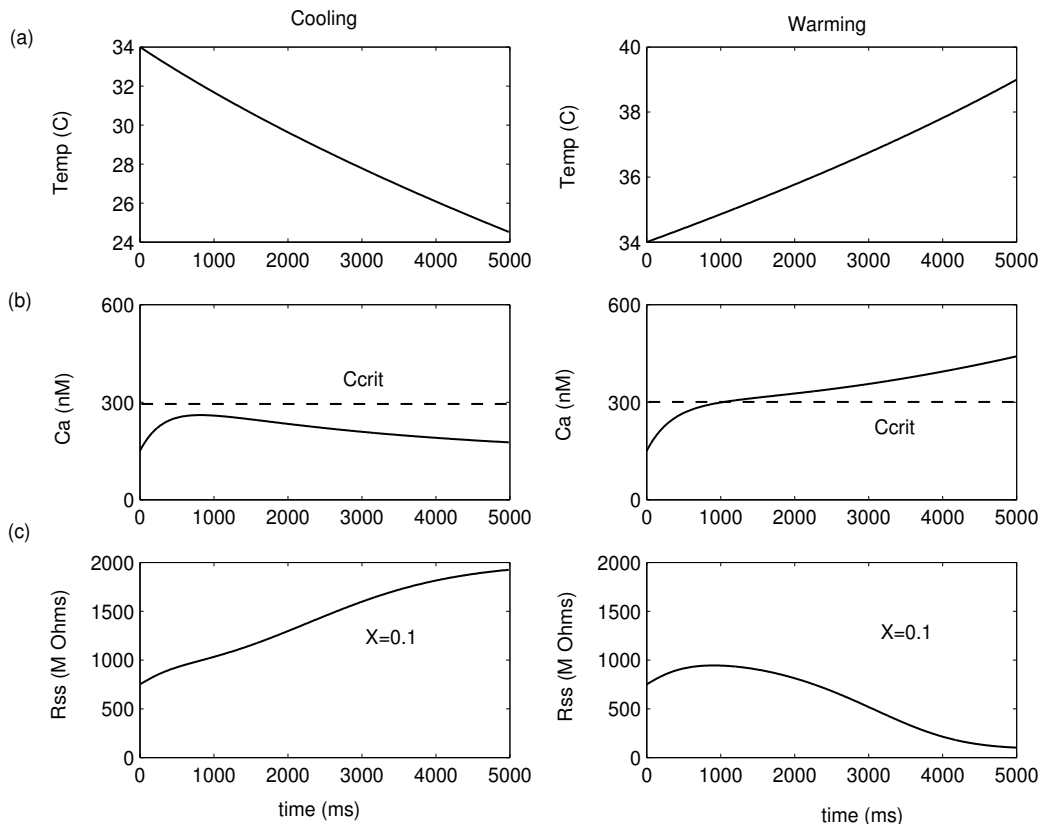 Cooling
Warming
(a)
Temp (C)
34
32
30
28
26
24
0 1000 2000 3000 4000 5000
Temp (C)
40
38
36
34
0 1000 2000 3000 4000 5000
(b)
Ca (nM)
600
300
0
Ccrit
0 1000 2000 3000 4000 5000
Ca (nM)
600
300
0
Ccrit
0 1000 2000 3000 4000 5000
(c)
Rss (M Ohms)
2000
1500
1000
500
0
X=0.1
0 1000 2000 3000 4000 5000
time (ms)
Rss (M Ohms)
2000
1500
1000
500
0
X=0.1
0 1000 2000 3000 4000 5000
time (ms)